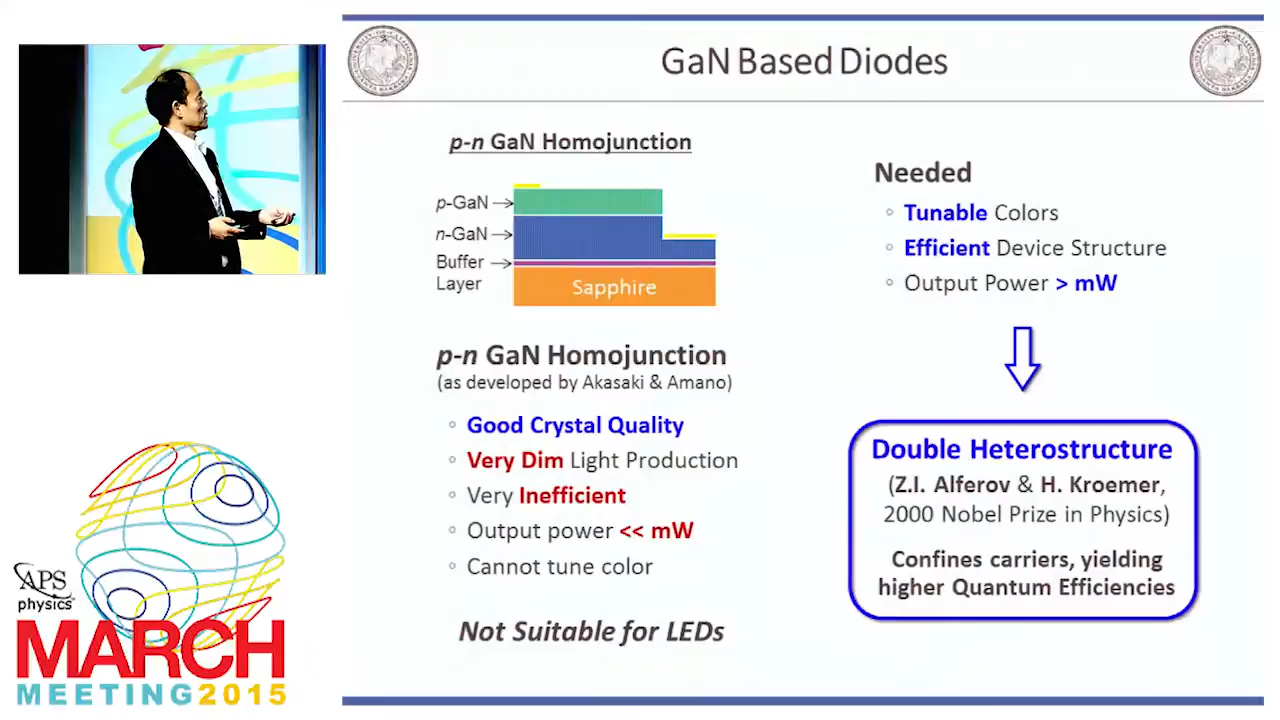 GaN Based Diodes
p-n GaN Homojunction
p-GaN
n-GaN
Buffer
Layer
Sapphire
p-n GaN Homojunction
(as developed by Akasaki & Amano)
◦ Good Crystal Quality
◦ Very Dim Light Production
◦ Very Inefficient
◦ Output power << mW
◦ Cannot tune color
Not Suitable for LEDs
Needed
◦ Tunable Colors
◦ Efficient Device Structure
◦ Output Power > mW
Double Heterostructure
(Z.I. Alferov & H. Kroemer,
2000 Nobel Prize in Physics)
Confines carriers, yielding
higher Quantum Efficiencies
APS
physics
MARCH
MEETING 2015